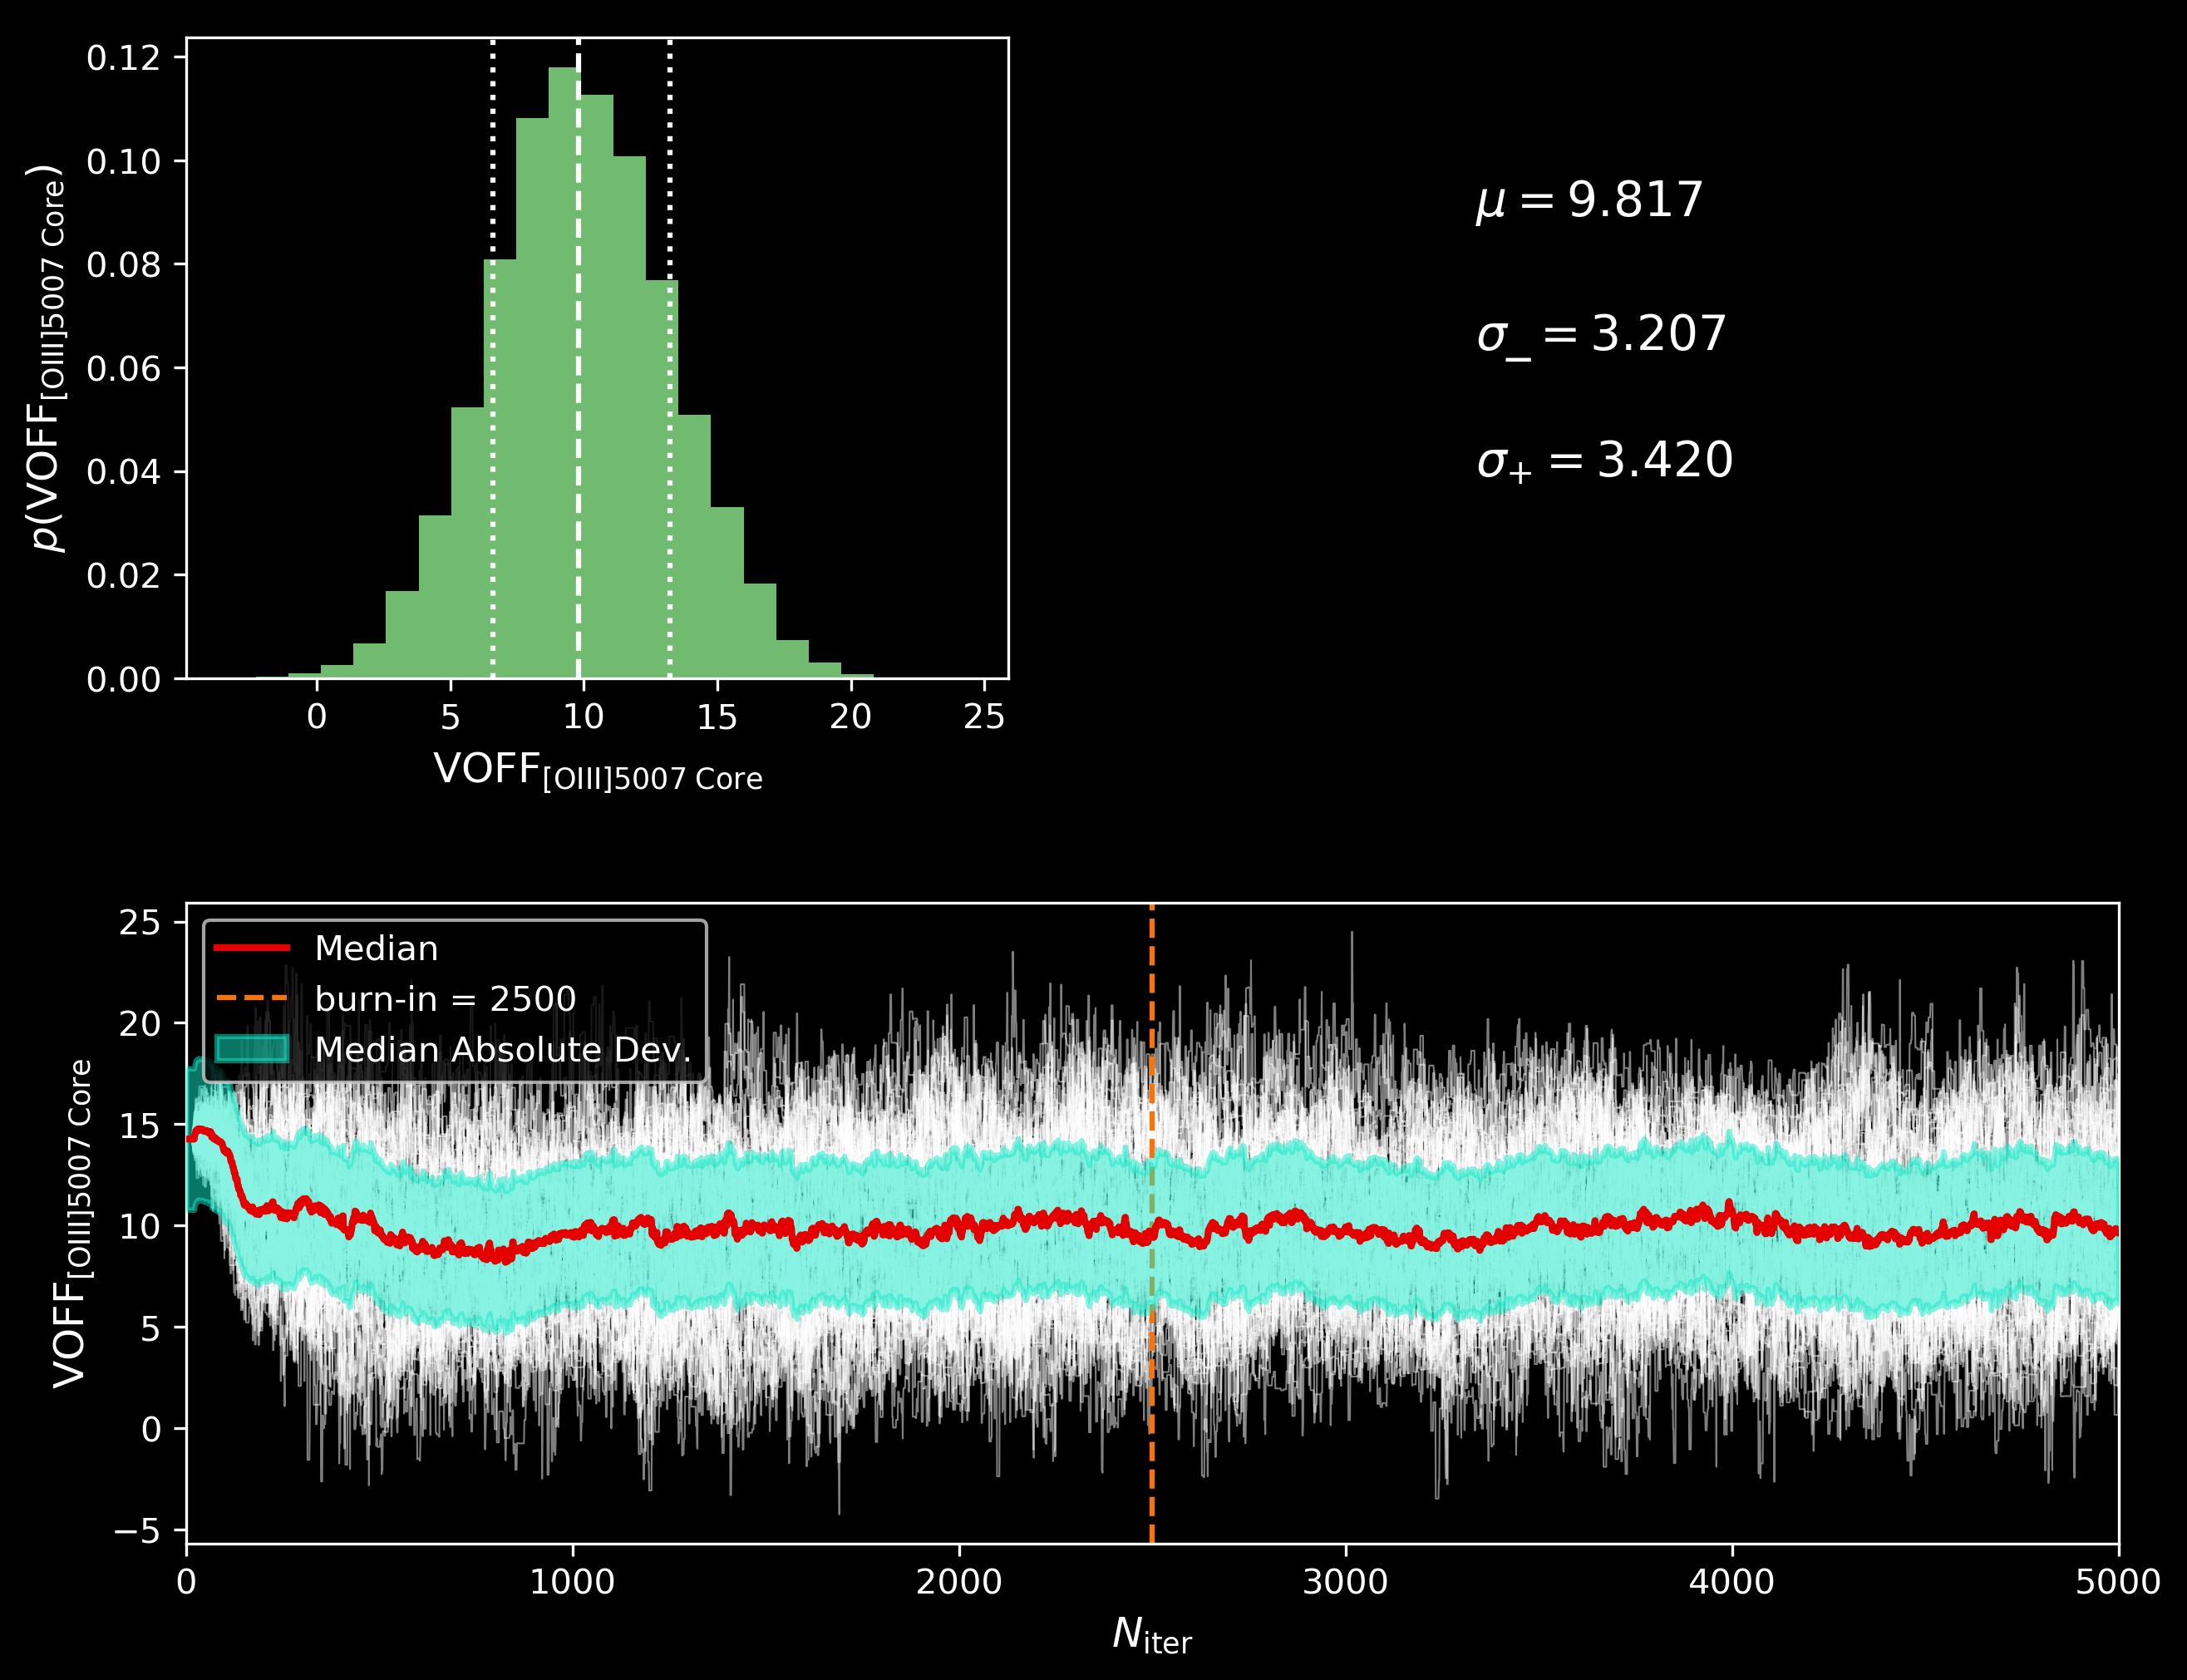 0.12
0.10
0.08
0.06
0.04
0.02
0.00
p(VOFF[OIII]5007 Core)
0 5 10 15 20 25
VOFF[OIII]5007 Core
μ = 9.817
σ− = 3.207
σ+ = 3.420
25
20
15
10
5
0
−5
VOFF[OIII]5007 Core
Median
burn-in = 2500
Median Absolute Dev.
0 1000 2000 3000 4000 5000
Niter